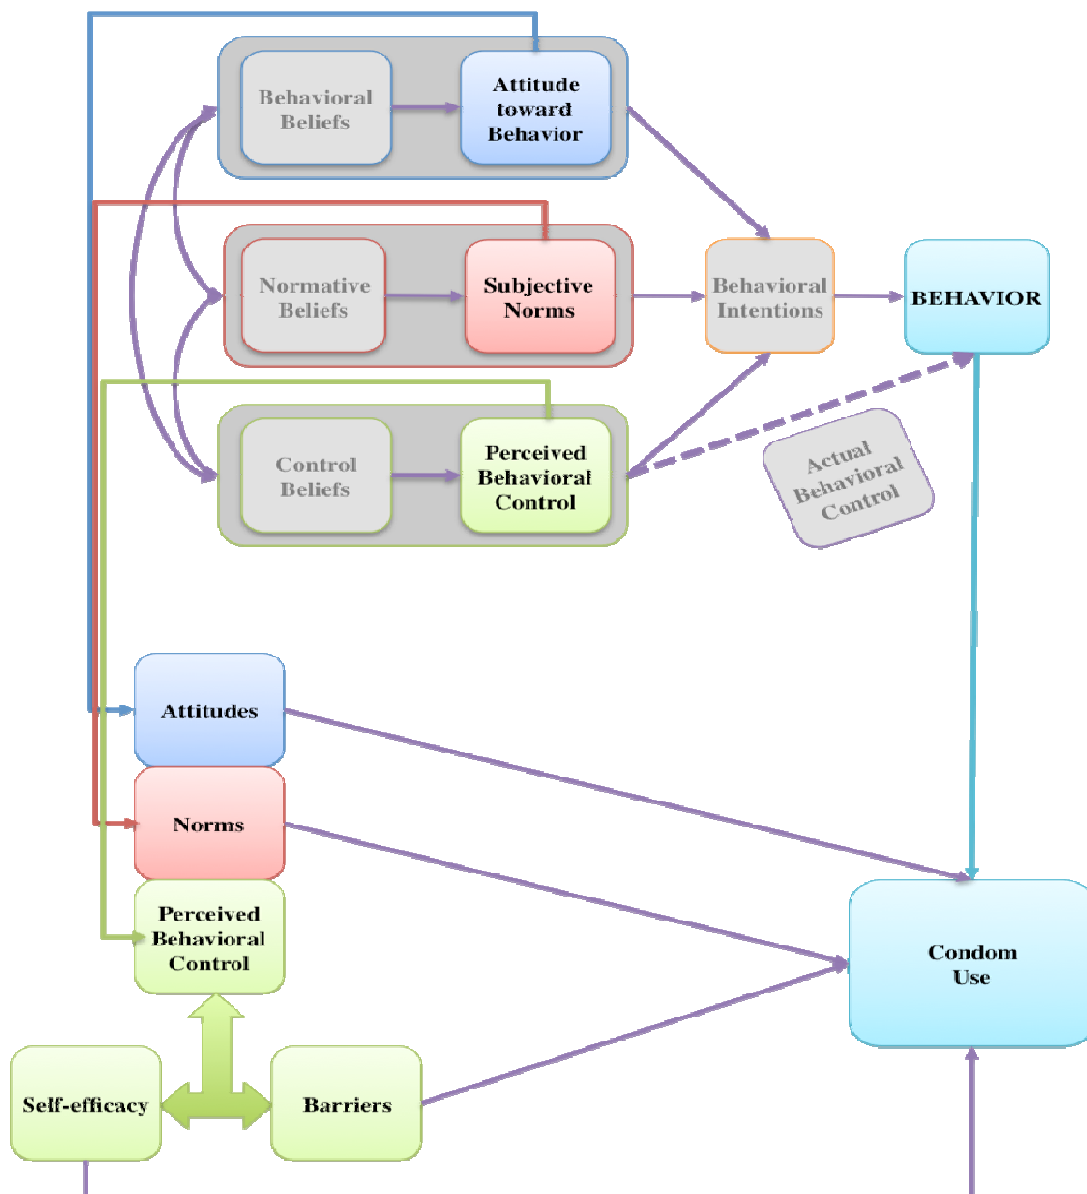 Behavioral
Beliefs
Attitude
toward
Behavior
Normative
Beliefs
Subjective
Norms
Behavioral
Intentions
BEHAVIOR
Control
Beliefs
Perceived
Behavioral
Control
Actual
Behavioral
Control
Attitudes
Norms
Perceived
Behavioral
Control
Condom
Use
Self-efficacy
Barriers